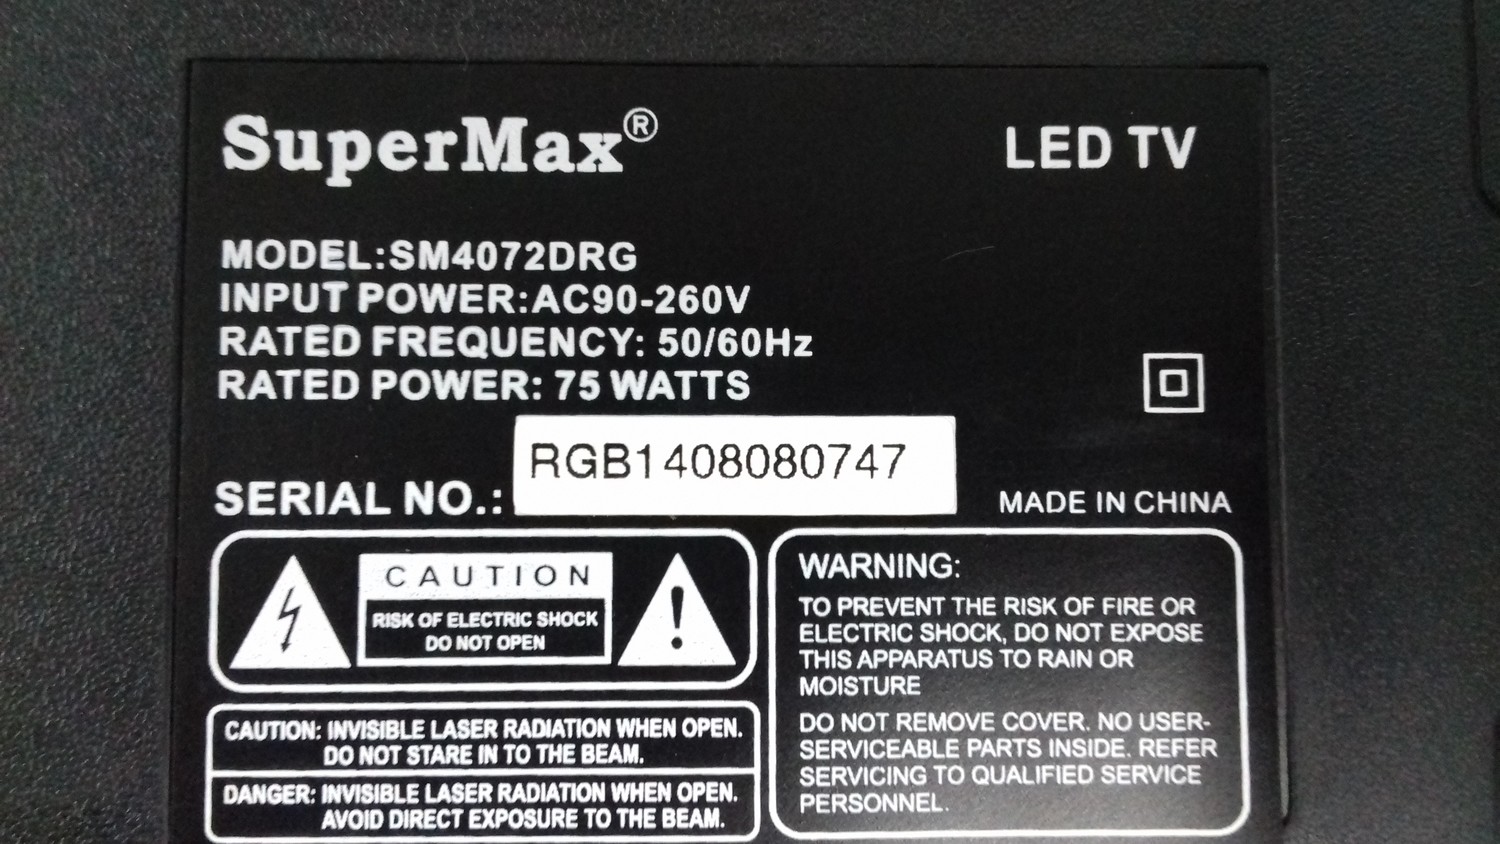 SuperMax®
LED TV
MODEL:SM4072DRG
INPUT POWER:AC90-260V
RATED FREQUENCY: 50/60Hz
RATED POWER: 75 WATTS
RGB1408080747
SERIAL NO.:
MADE IN CHINA
CAUTION
RISK OF ELECTRIC SHOCK
DO NOT OPEN
!
CAUTION: INVISIBLE LASER RADIATION WHEN OPEN.
DO NOT STARE IN TO THE BEAM.
DANGER: INVISIBLE LASER RADIATION WHEN OPEN.
AVOID DIRECT EXPOSURE TO THE BEAM.
WARNING:
TO PREVENT THE RISK OF FIRE OR
ELECTRIC SHOCK, DO NOT EXPOSE
THIS APPARATUS TO RAIN OR
MOISTURE
DO NOT REMOVE COVER. NO USER-
SERVICEABLE PARTS INSIDE. REFER
SERVICING TO QUALIFIED SERVICE
PERSONNEL.